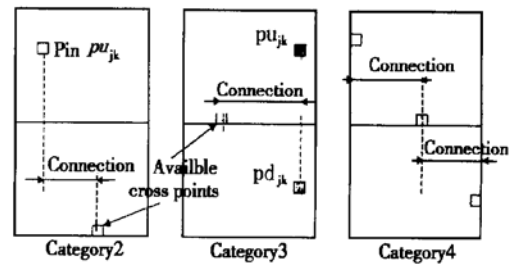 Pin pu_jk
Connection
Category2
pu_jk
Connection
Availble
cross points
pd_jk
Category3
Connection
Connection
Category4